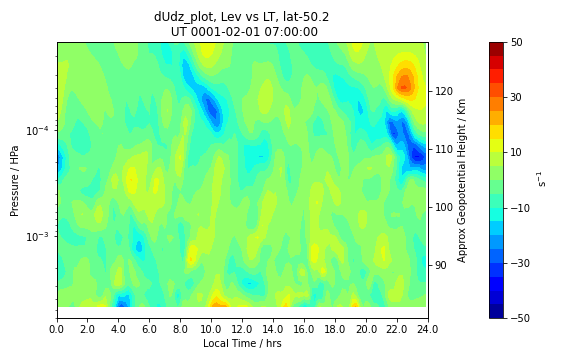 dUdz_plot, Lev vs LT, lat-50.2
UT 0001-02-01 07:00:00
Pressure / HPa
10⁻⁴
10⁻³
0.0 2.0 4.0 6.0 8.0 10.0 12.0 14.0 16.0 18.0 20.0 22.0 24.0
Local Time / hrs
120
110
100
90
Approx Geopotential Height / Km
50
30
10
−10
−30
−50
s⁻¹